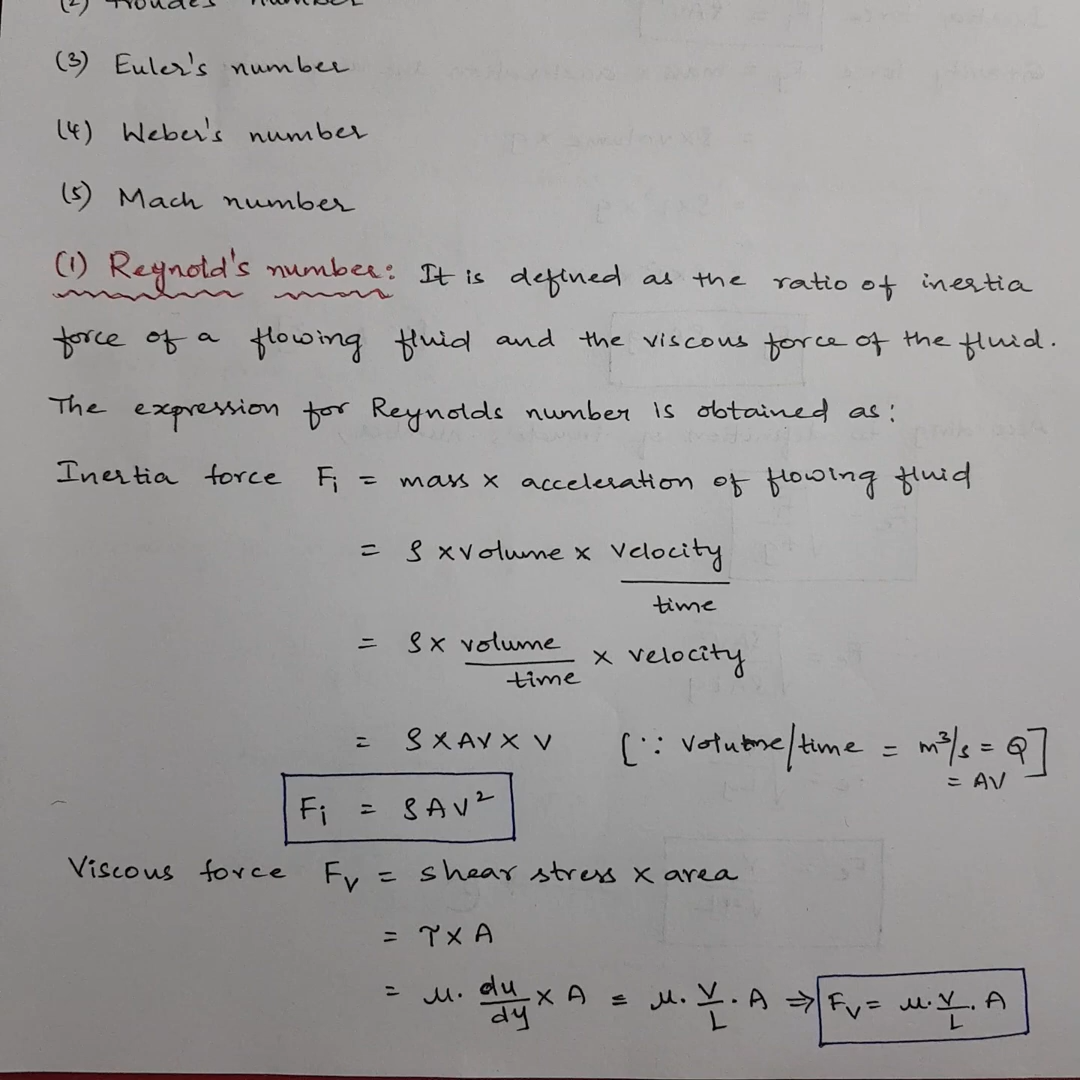 (2) Froude's number
(3) Euler's number
(4) Weber's number
(5) Mach number
(1) Reynold's number: It is defined as the ratio of inertia
force of a flowing fluid and the viscous force of the fluid.
The expression for Reynolds number is obtained as:
Inertia force Fi = mass × acceleration of flowing fluid
= ρ × volume × velocity/time
= ρ × volume/time × velocity
= ρ × AV × V [∵ volume/time = m³/s = Q]
= AV
Fi = ρAV²
Viscous force Fv = shear stress × area
= τ × A
= μ. du/dy × A = μ. V/L . A ⇒ Fv = μ. V/L . A